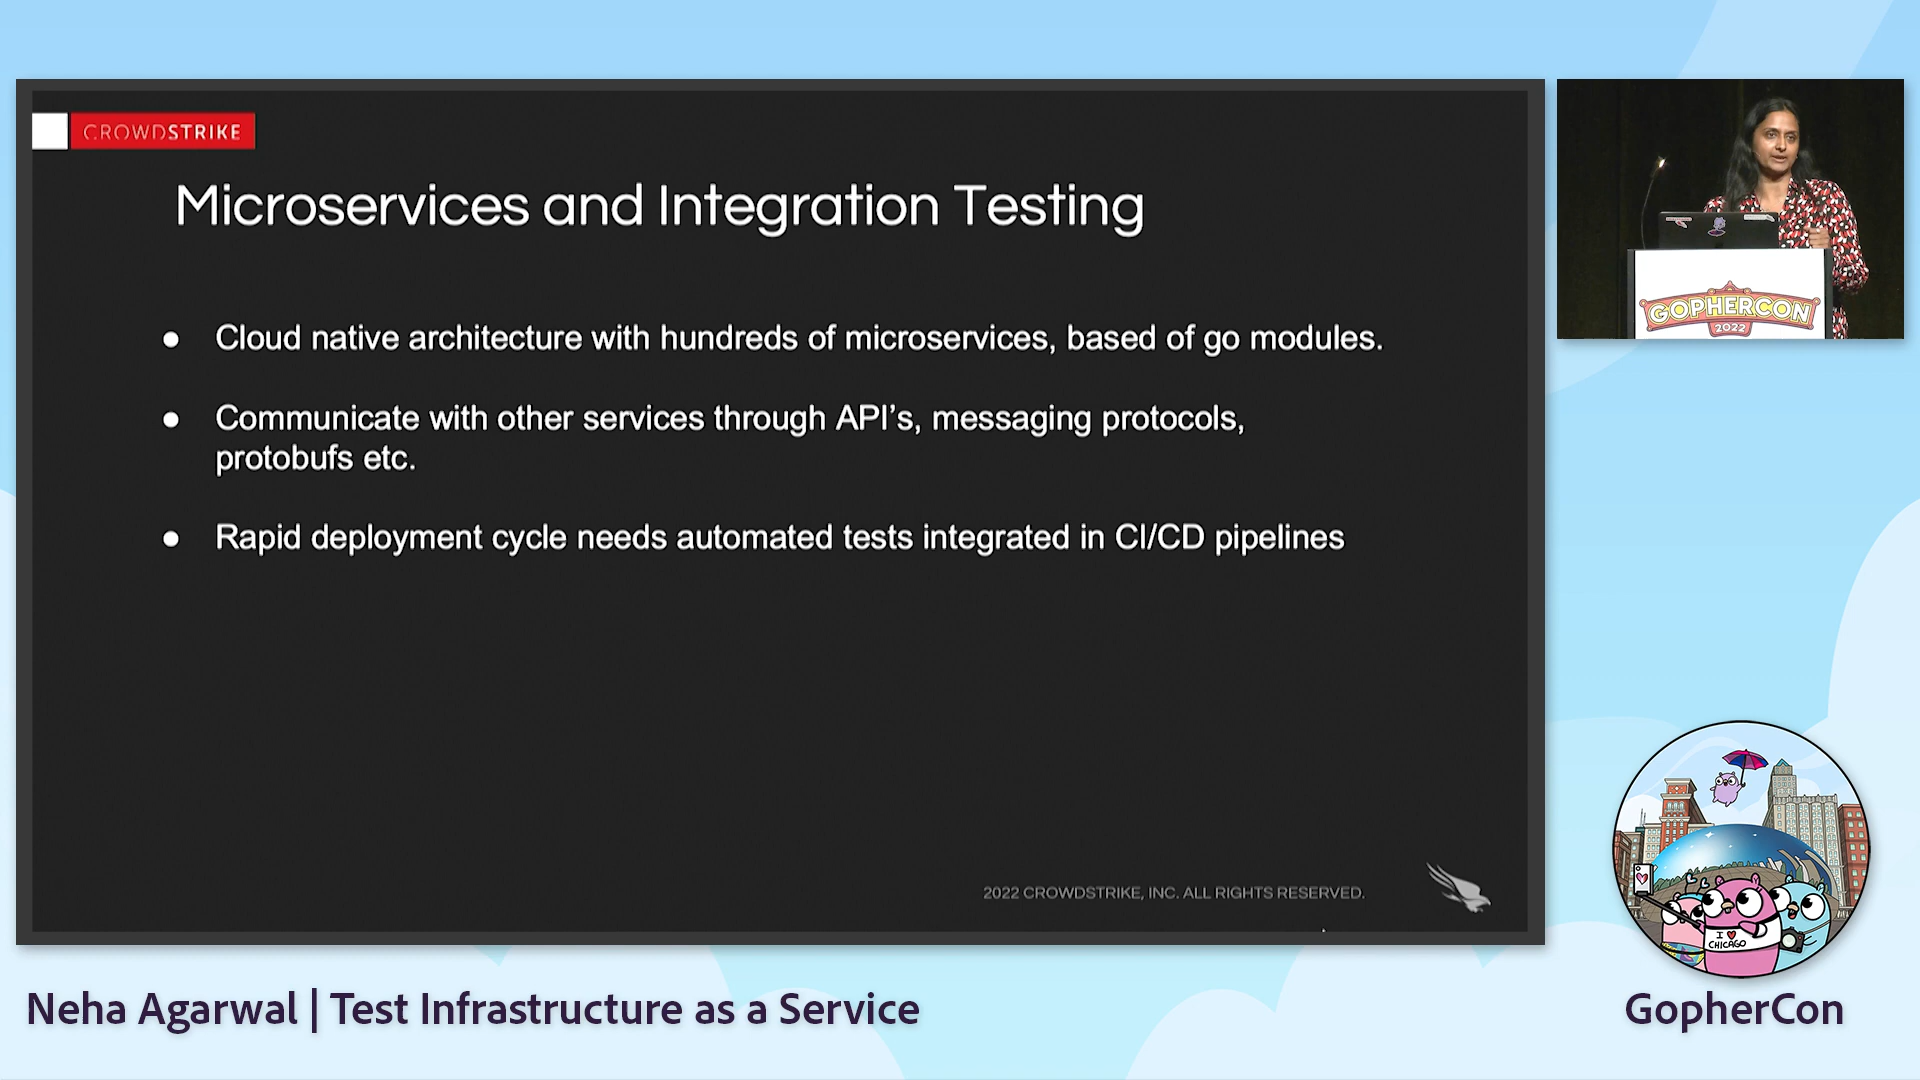 CROWDSTRIKE
Microservices and Integration Testing
● Cloud native architecture with hundreds of microservices, based of go modules.
● Communicate with other services through API’s, messaging protocols,
protobufs etc.
● Rapid deployment cycle needs automated tests integrated in CI/CD pipelines
2022 CROWDSTRIKE, INC. ALL RIGHTS RESERVED.
GOPHERCON
2022
I ♥
CHICAGO
Neha Agarwal | Test Infrastructure as a Service
GopherCon